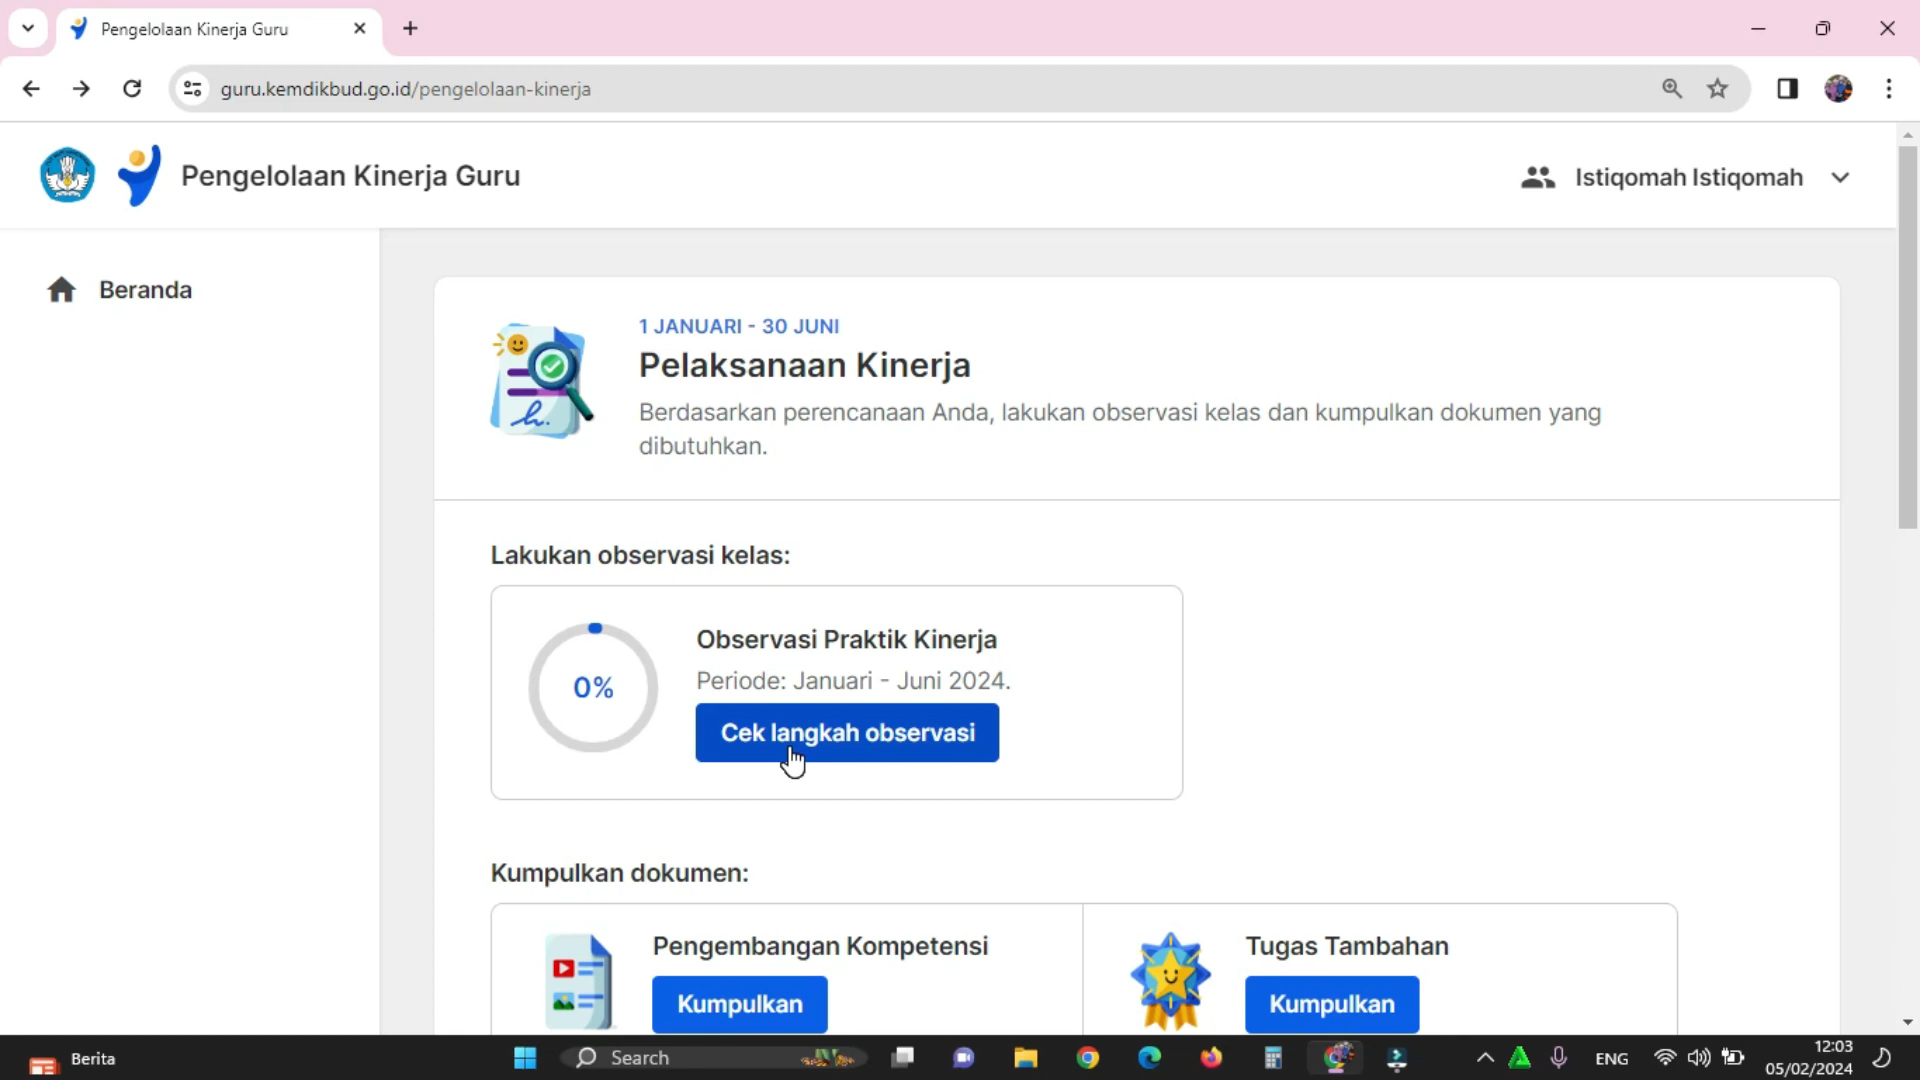 Pengelolaan Kinerja Guru
guru.kemdikbud.go.id/pengelolaan-kinerja
Pengelolaan Kinerja Guru
Istiqomah Istiqomah
Beranda
1 JANUARI - 30 JUNI
Pelaksanaan Kinerja
Berdasarkan perencanaan Anda, lakukan observasi kelas dan kumpulkan dokumen yang
dibutuhkan.
Lakukan observasi kelas:
0%
Observasi Praktik Kinerja
Periode: Januari - Juni 2024.
Cek langkah observasi
Kumpulkan dokumen:
Pengembangan Kompetensi
Kumpulkan
Tugas Tambahan
Kumpulkan
Berita
Search
ENG
12:03
05/02/2024